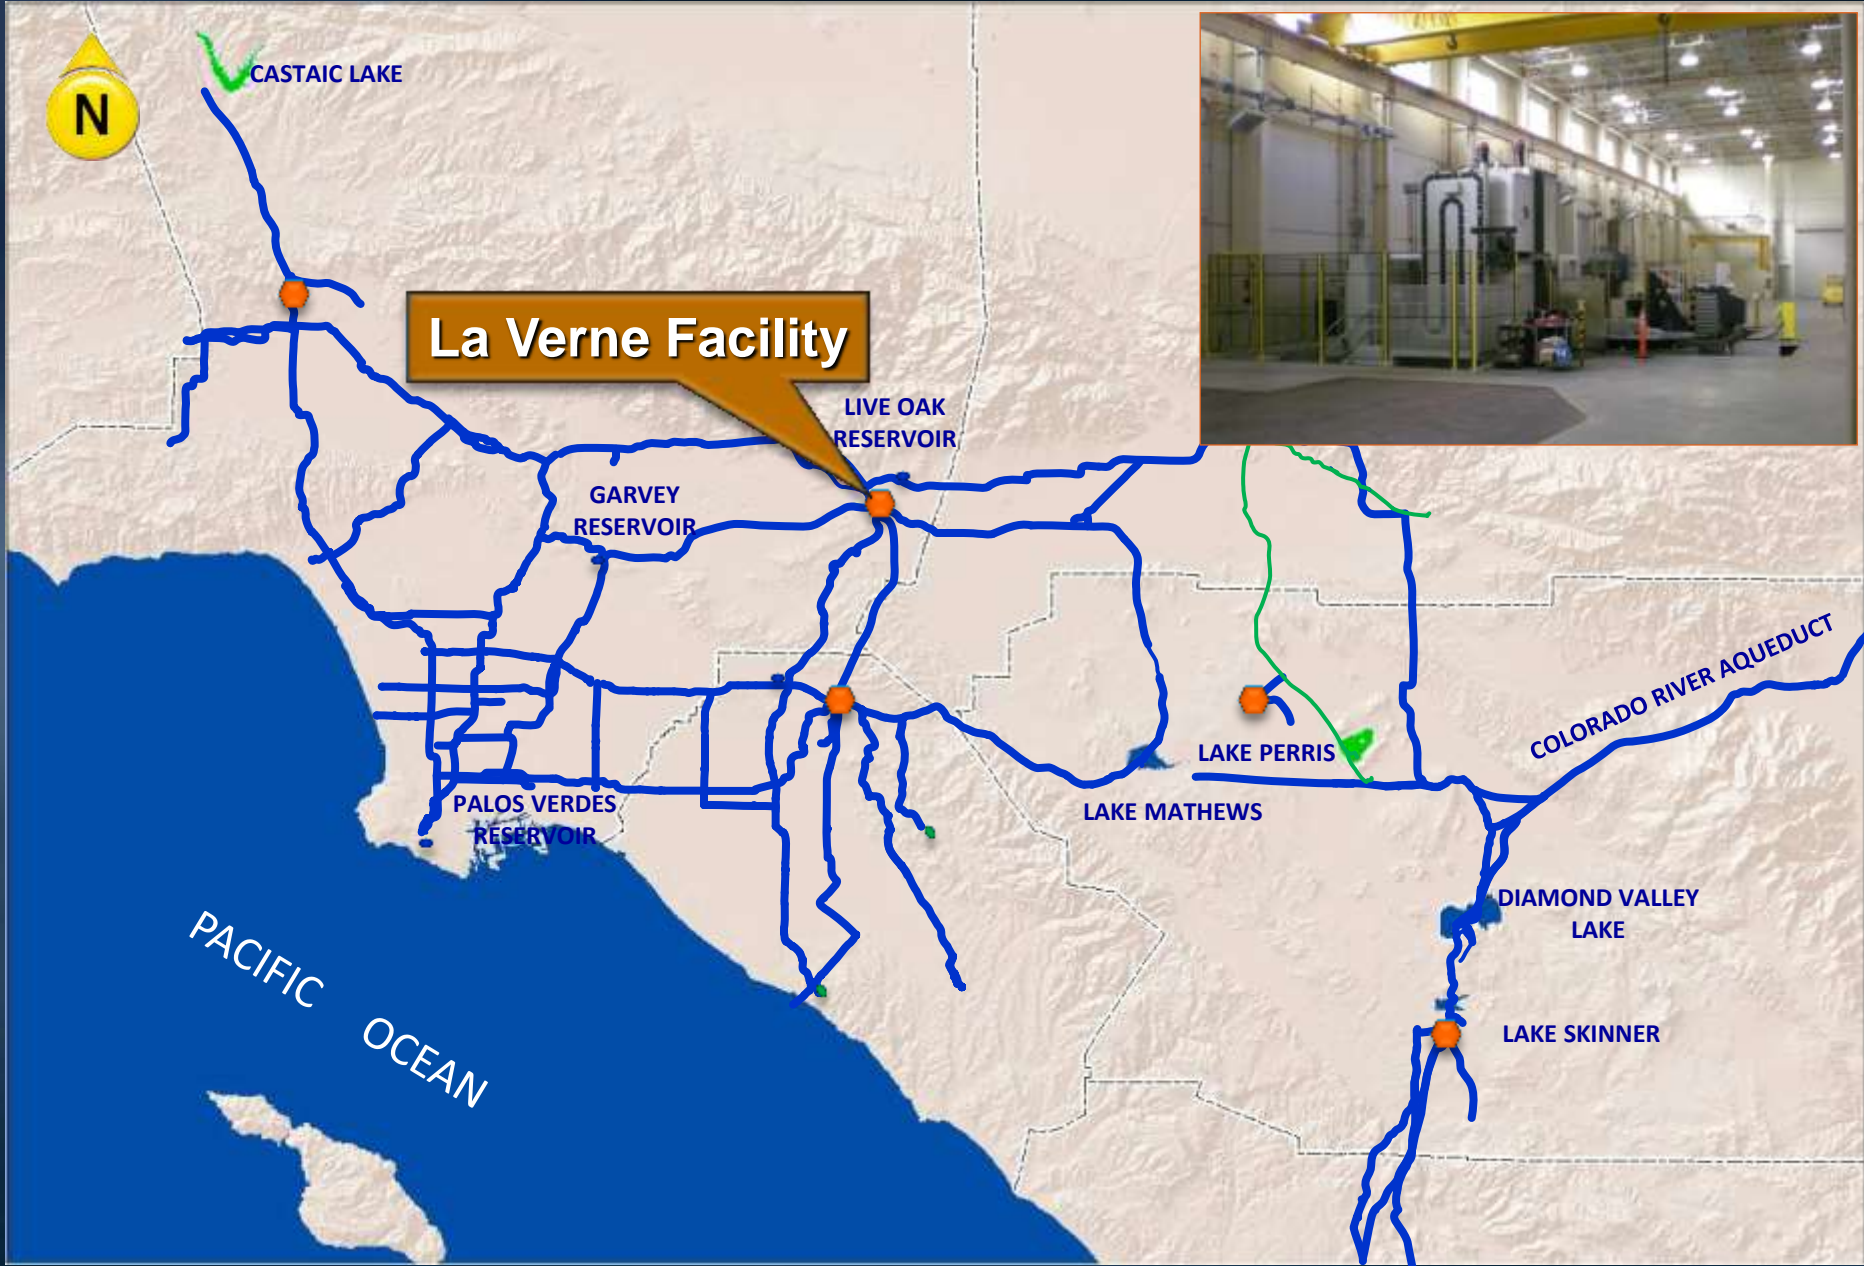 N
CASTAIC LAKE
La Verne Facility
LIVE OAK
RESERVOIR
GARVEY
RESERVOIR
COLORADO RIVER AQUEDUCT
LAKE PERRIS
LAKE MATHEWS
PALOS VERDES
RESERVOIR
DIAMOND VALLEY
LAKE
PACIFIC
OCEAN
LAKE SKINNER